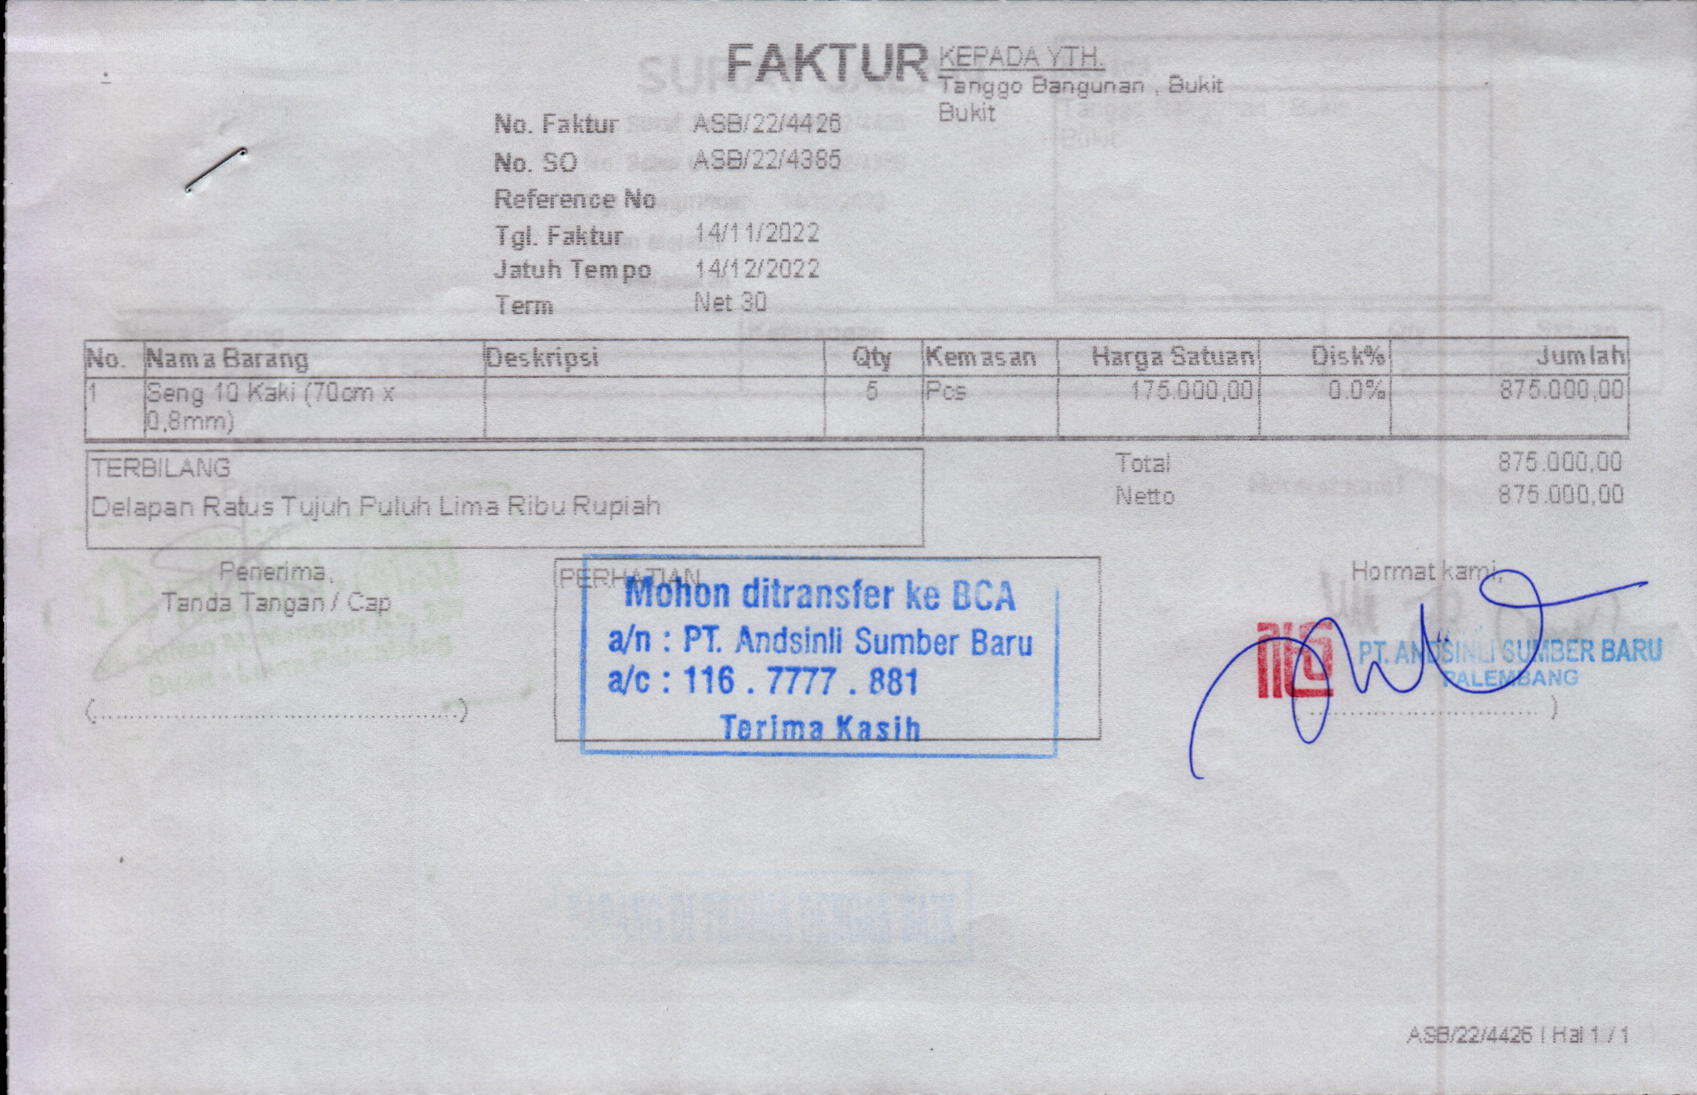 FAKTUR
KEPADA YTH.
Tanggo Bangunan , Bukit
Bukit
No. Faktur ASB/22/4426
No. SO ASB/22/4385
Reference No
Tgl. Faktur 14/11/2022
Jatuh Tempo 14/12/2022
Term Net 30
No. Nama Barang Deskripsi Qty Kemasan Harga Satuan Disk% Jumlah
1 Seng 10 Kaki (70cm x 5 Pcs 175.000,00 0.0% 875.000,00
0,8mm)
TERBILANG
Delapan Ratus Tujuh Puluh Lima Ribu Rupiah
Total 875.000,00
Netto 875.000,00
Penerima,
Tanda Tangan / Cap
(..................................................)
PERHATIAN
Mohon ditransfer ke BCA
a/n : PT. Andsinli Sumber Baru
a/c : 116 . 7777 . 881
Terima Kasih
Hormat kami,
PT. ANDSINLI SUMBER BARU
PALEMBANG
ASB/22/4426 | Hal 1 / 1